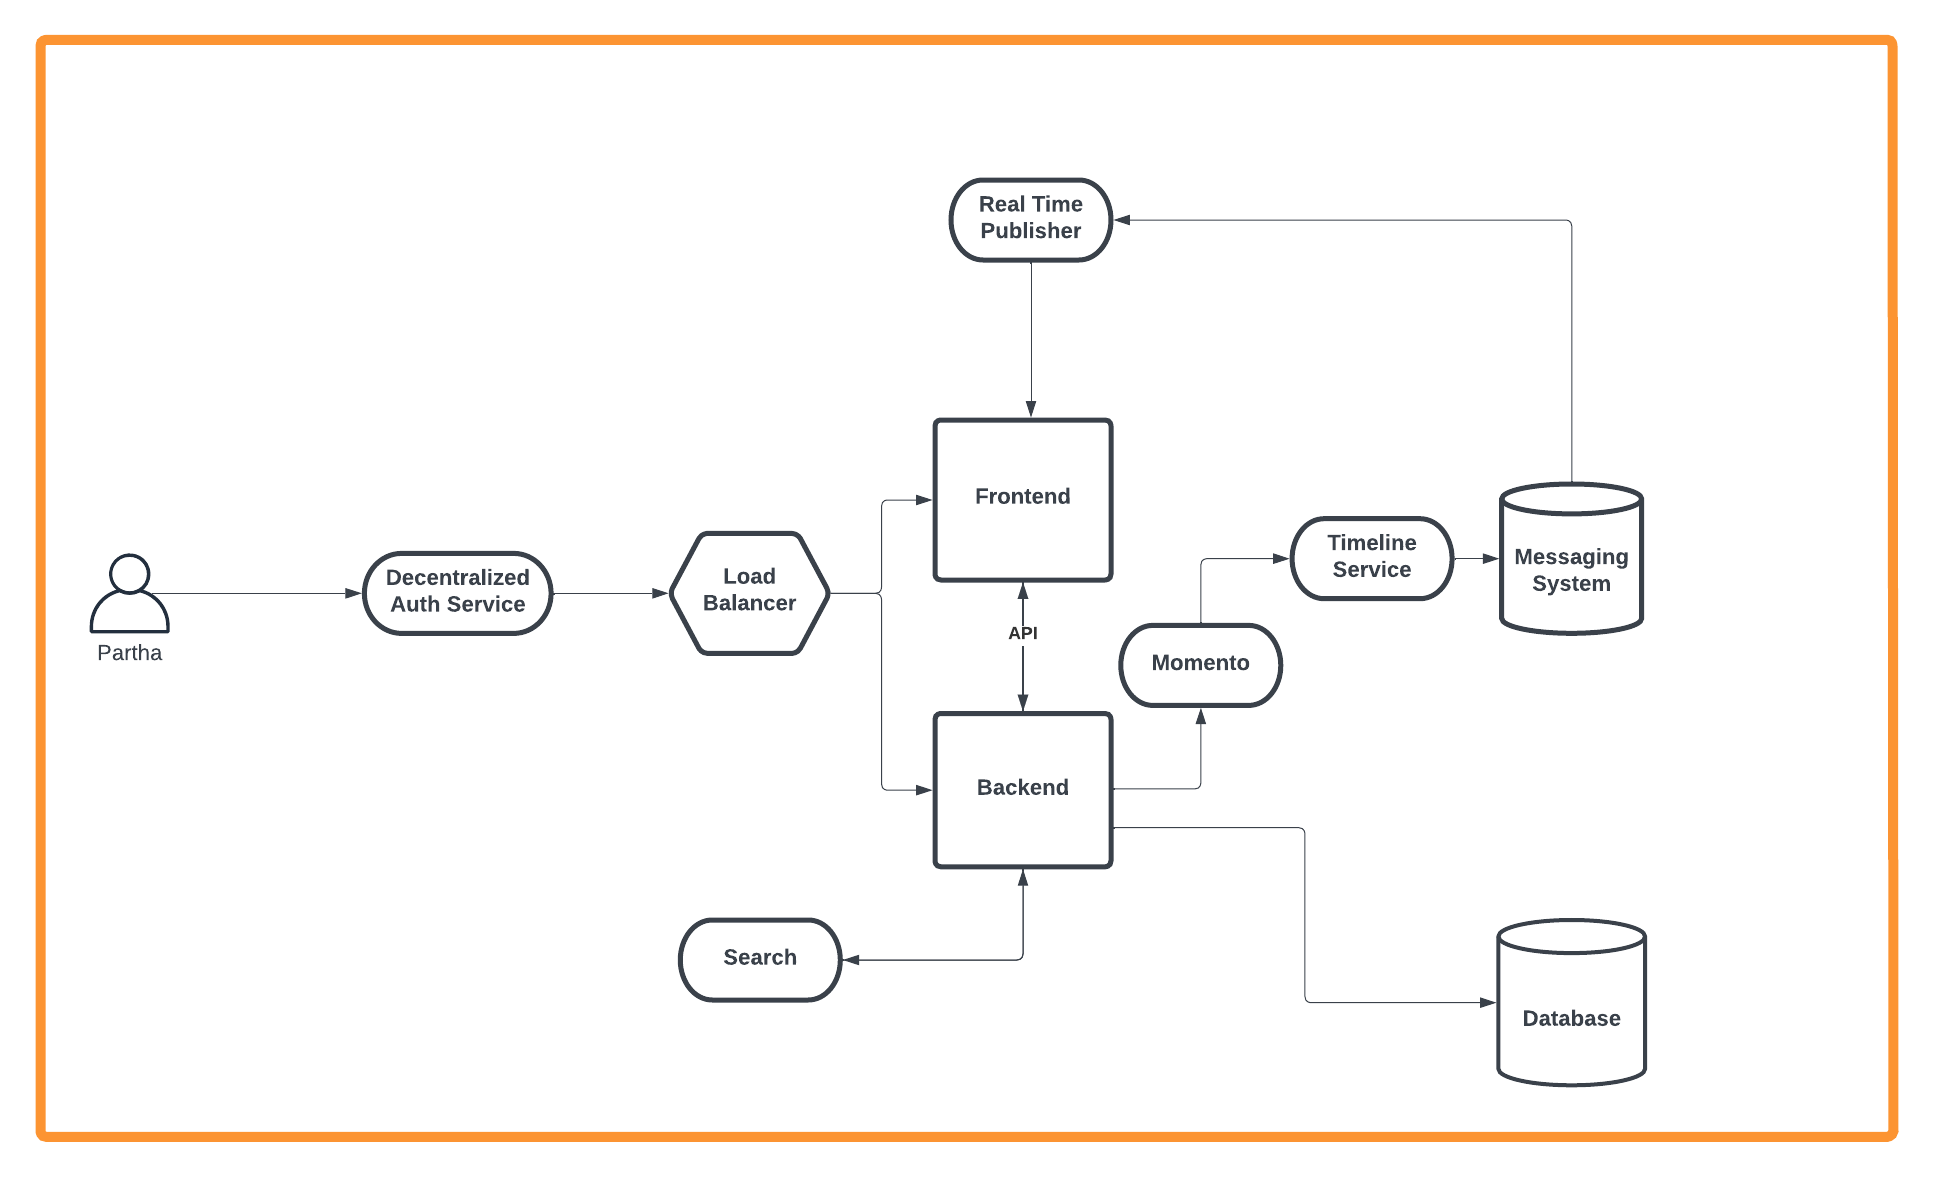 Real Time
Publisher
Frontend
Timeline
Service
Messaging
System
Decentralized
Auth Service
Load
Balancer
API
Partha
Momento
Backend
Search
Database